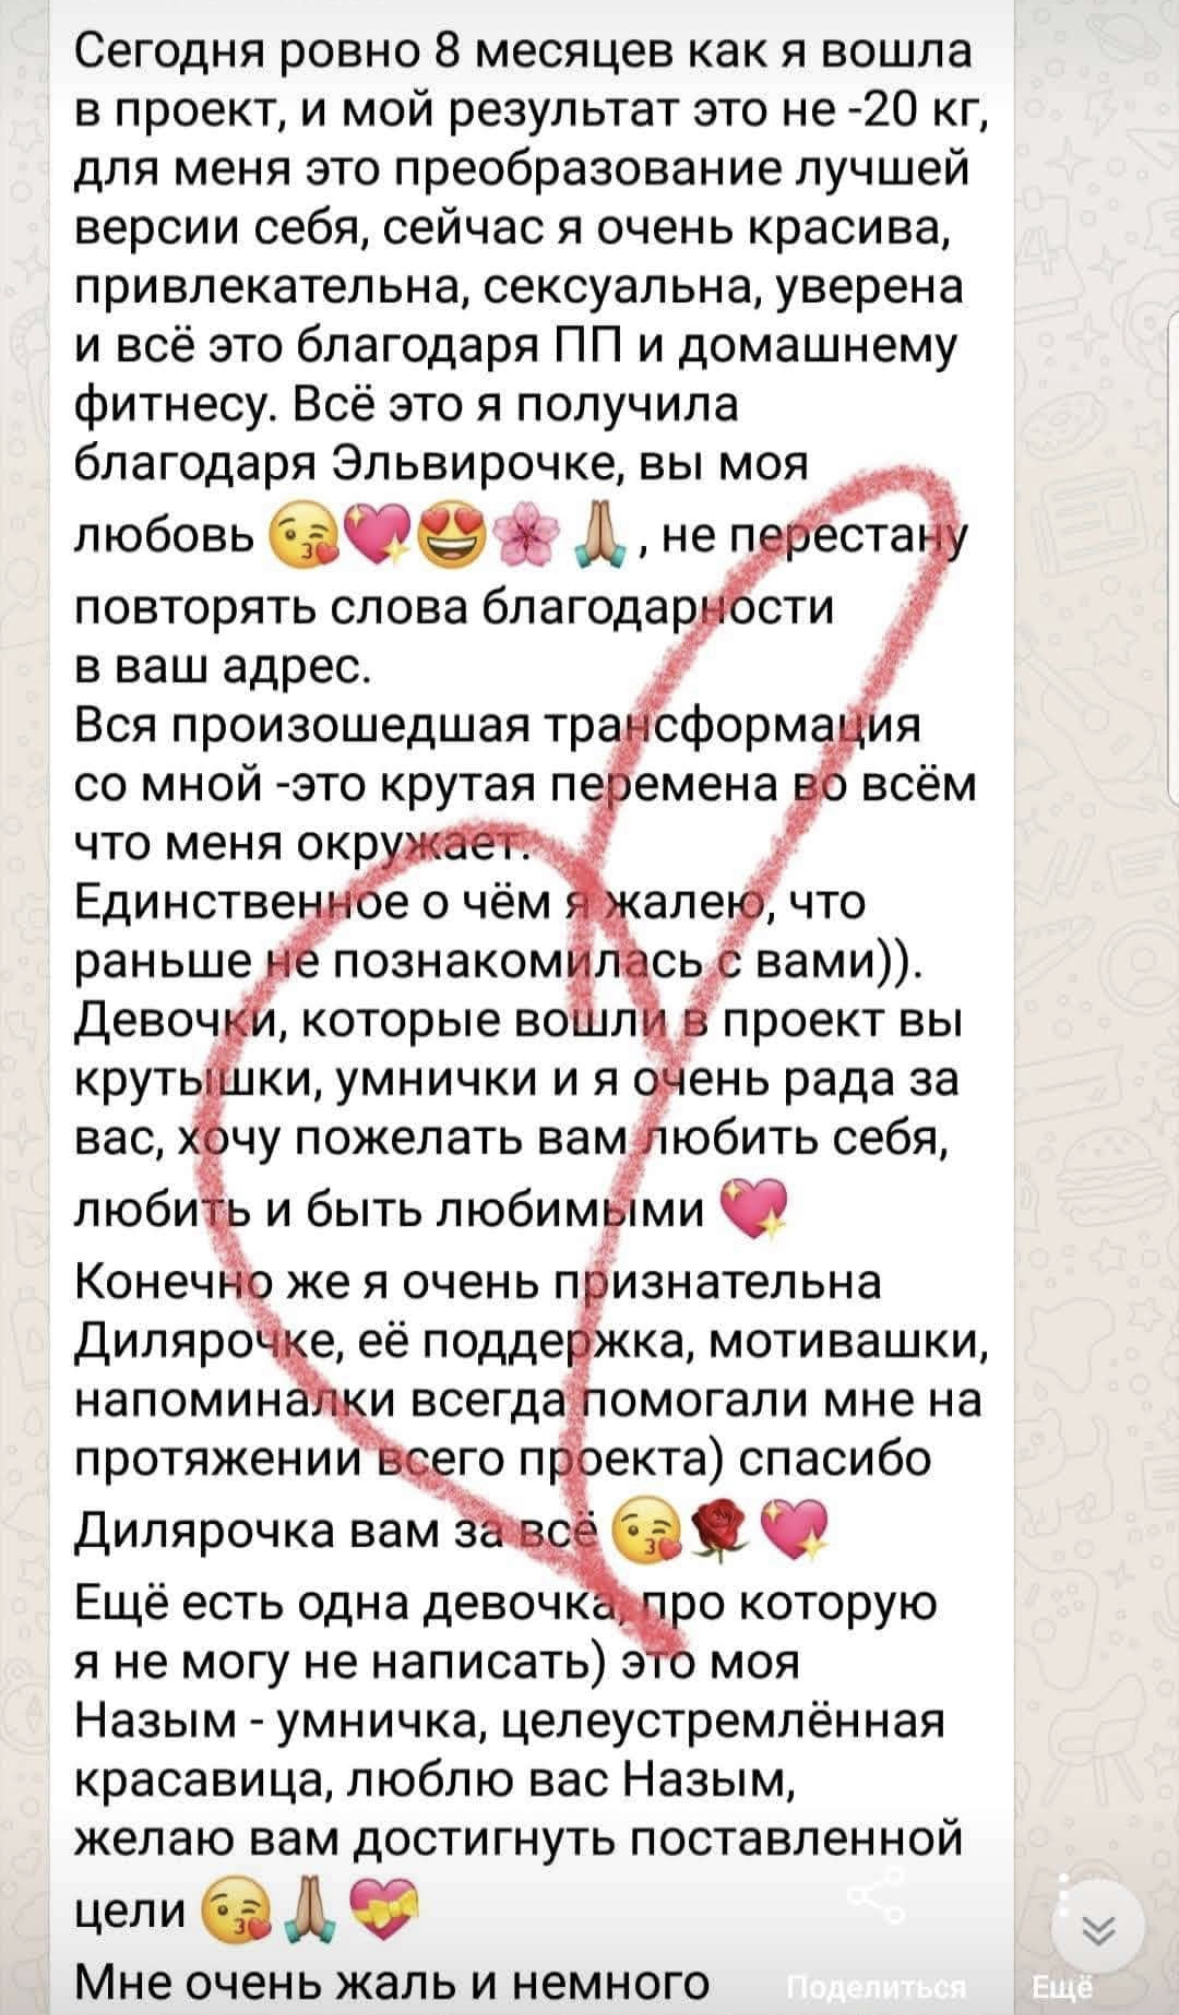 Сегодня ровно 8 месяцев как я вошла
в проект, и мой результат это не -20 кг,
для меня это преобразование лучшей
версии себя, сейчас я очень красива,
привлекательна, сексуальна, уверена
и всё это благодаря ПП и домашнему
фитнесу. Всё это я получила
благодаря Эльвирочке, вы моя
любовь 😘💖😍🌸🙏🏽, не перестану
повторять слова благодарности
в ваш адрес.
Вся произошедшая трансформация
со мной -это крутая перемена во всём
что меня окружает.
Единственное о чём я жалею, что
раньше не познакомилась с вами)).
Девочки, которые вошли в проект вы
крутышки, умнички и я очень рада за
вас, хочу пожелать вам любить себя,
любить и быть любимыми 💖
Конечно же я очень признательна
Дилярочке, её поддержка, мотивашки,
напоминалки всегда помогали мне на
протяжении всего проекта) спасибо
Дилярочка вам за всё 😘🌹💖
Ещё есть одна девочка, про которую
я не могу не написать) это моя
Назым - умничка, целеустремлённая
красавица, люблю вас Назым,
желаю вам достигнуть поставленной
цели 😘🙏🏽💝
Мне очень жаль и немного
Поделиться Ещё